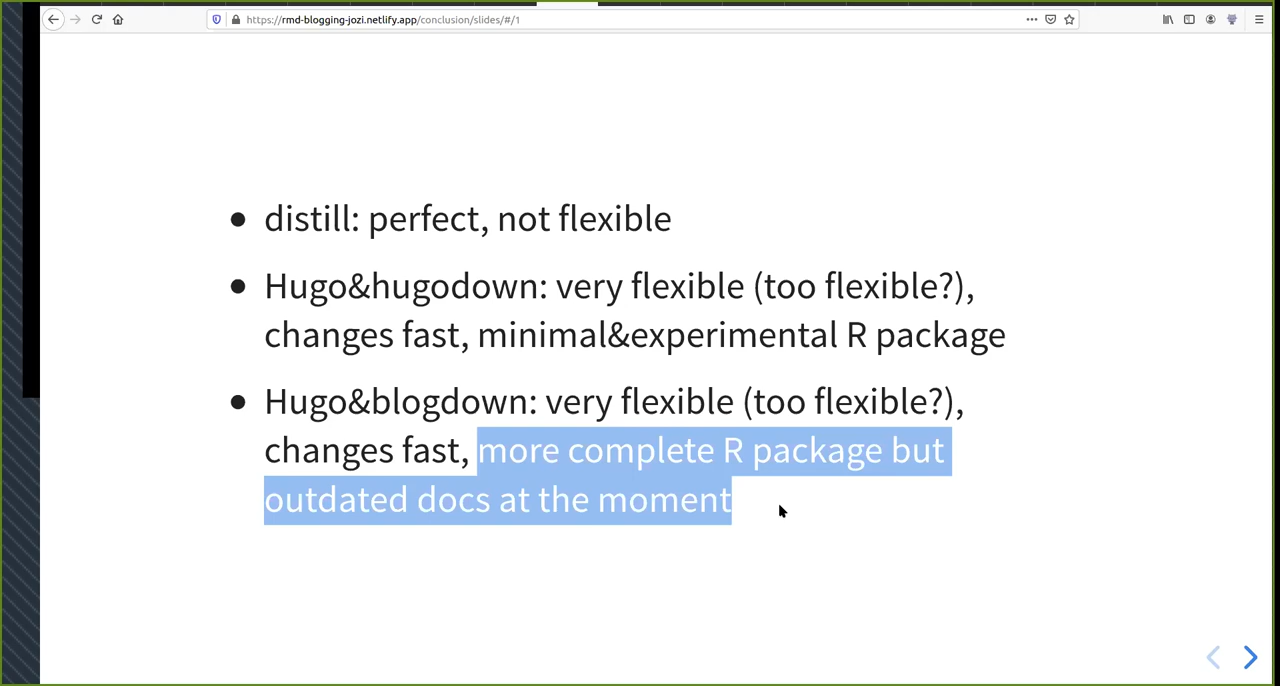 https://rmd-blogging-jozi.netlify.app/conclusion/slides/#/1
• distill: perfect, not flexible
• Hugo&hugodown: very flexible (too flexible?),
changes fast, minimal&experimental R package
• Hugo&blogdown: very flexible (too flexible?),
changes fast, more complete R package but
outdated docs at the moment